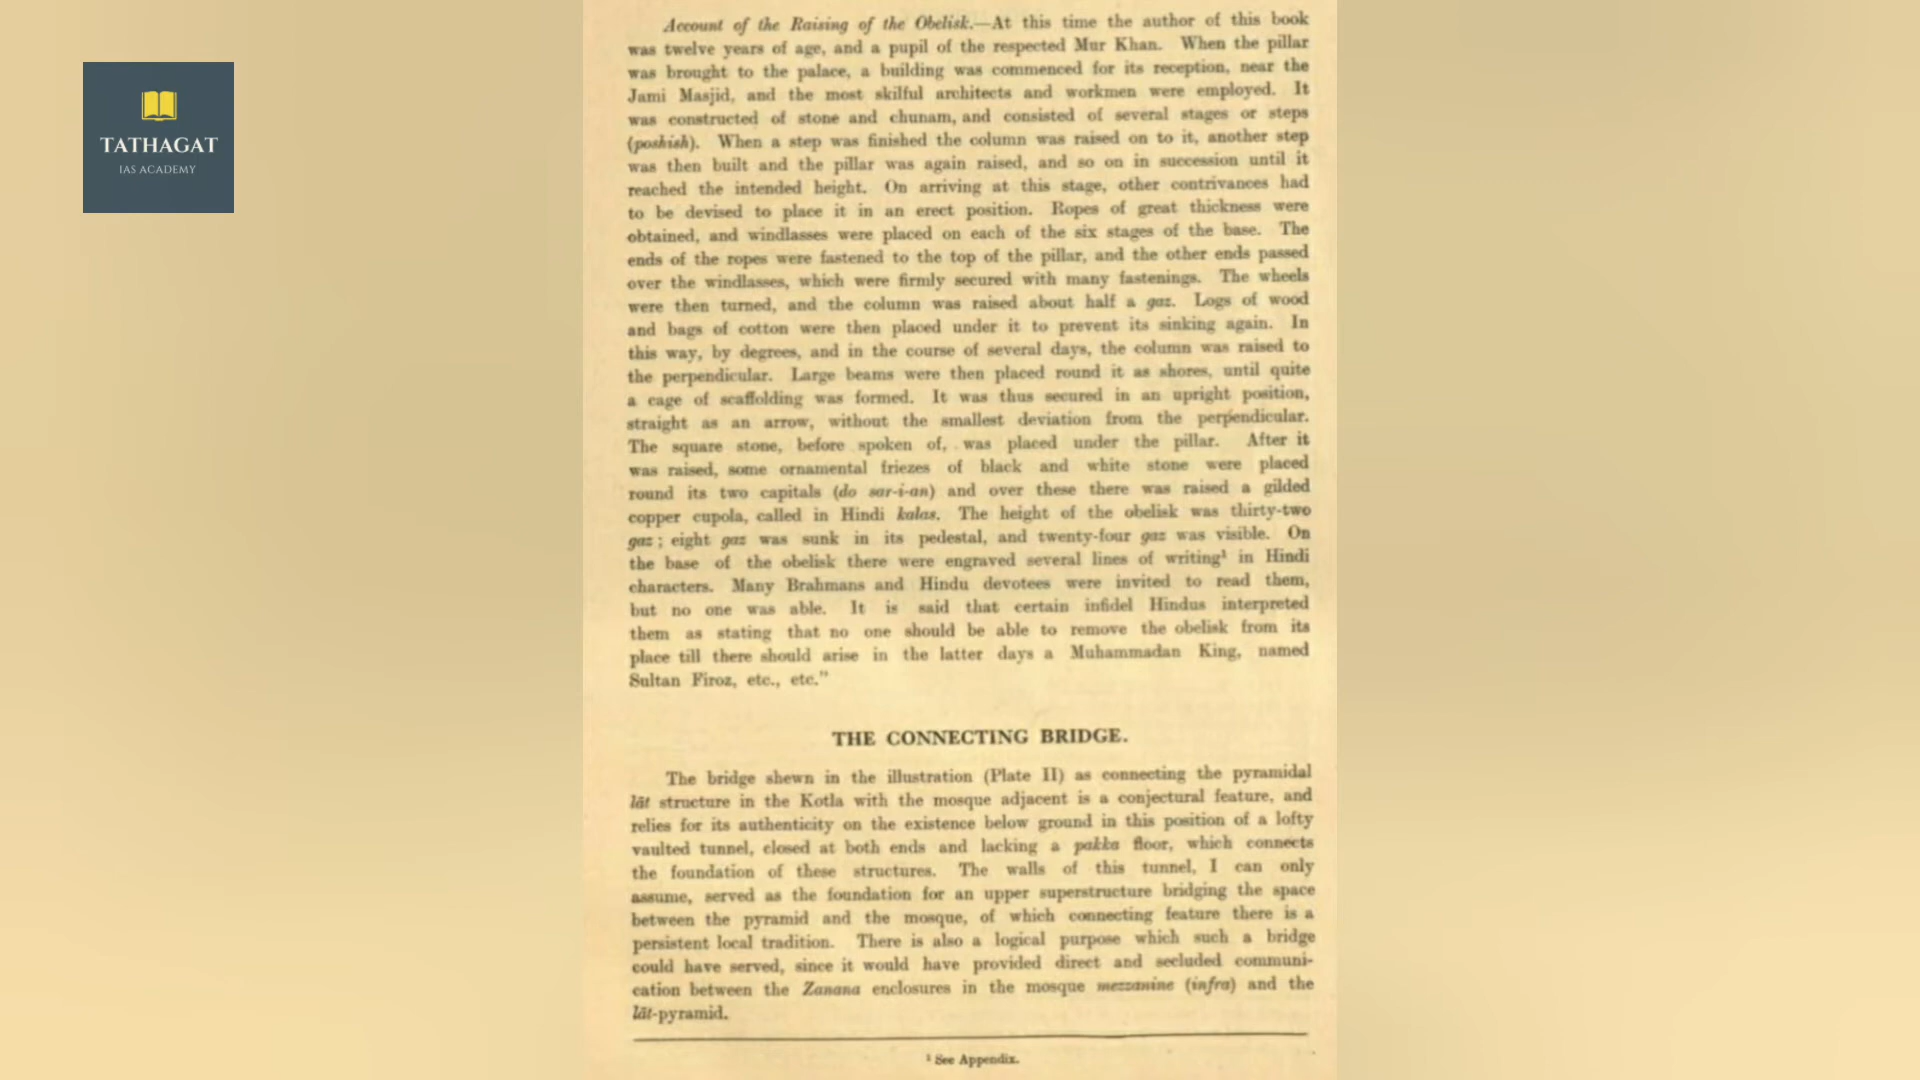 TATHAGAT
IAS ACADEMY
Account of the Raising of the Obelisk.—At this time the author of this book
was twelve years of age, and a pupil of the respected Mur Khan. When the pillar
was brought to the palace, a building was commenced for its reception, near the
Jami Masjid, and the most skilful architects and workmen were employed. It
was constructed of stone and chunam, and consisted of several stages or steps
(poshish). When a step was finished the column was raised on to it, another step
was then built and the pillar was again raised, and so on in succession until it
reached the intended height. On arriving at this stage, other contrivances had
to be devised to place it in an erect position. Ropes of great thickness were
obtained, and windlasses were placed on each of the six stages of the base. The
ends of the ropes were fastened to the top of the pillar, and the other ends passed
over the windlasses, which were firmly secured with many fastenings. The wheels
were then turned, and the column was raised about half a gaz. Logs of wood
and bags of cotton were then placed under it to prevent its sinking again. In
this way, by degrees, and in the course of several days, the column was raised to
the perpendicular. Large beams were then placed round it as shores, until quite
a cage of scaffolding was formed. It was thus secured in an upright position,
straight as an arrow, without the smallest deviation from the perpendicular.
The square stone, before spoken of, was placed under the pillar. After it
was raised, some ornamental friezes of black and white stone were placed
round its two capitals (do sar-i-an) and over these there was raised a gilded
copper cupola, called in Hindi kalas. The height of the obelisk was thirty-two
gaz; eight gaz was sunk in its pedestal, and twenty-four gaz was visible. On
the base of the obelisk there were engraved several lines of writing¹ in Hindi
characters. Many Brahmans and Hindu devotees were invited to read them,
but no one was able. It is said that certain infidel Hindus interpreted
them as stating that no one should be able to remove the obelisk from its
place till there should arise in the latter days a Muhammadan King, named
Sultan Firoz, etc., etc."
THE CONNECTING BRIDGE.
The bridge shewn in the illustration (Plate II) as connecting the pyramidal
lāt structure in the Kotla with the mosque adjacent is a conjectural feature, and
relies for its authenticity on the existence below ground in this position of a lofty
vaulted tunnel, closed at both ends and lacking a pakka floor, which connects
the foundation of these structures. The walls of this tunnel, I can only
assume, served as the foundation for an upper superstructure bridging the space
between the pyramid and the mosque, of which connecting feature there is a
persistent local tradition. There is also a logical purpose which such a bridge
could have served, since it would have provided direct and secluded communi-
cation between the Zanana enclosures in the mosque mezzanine (infra) and the
lāt-pyramid.
¹ See Appendix.